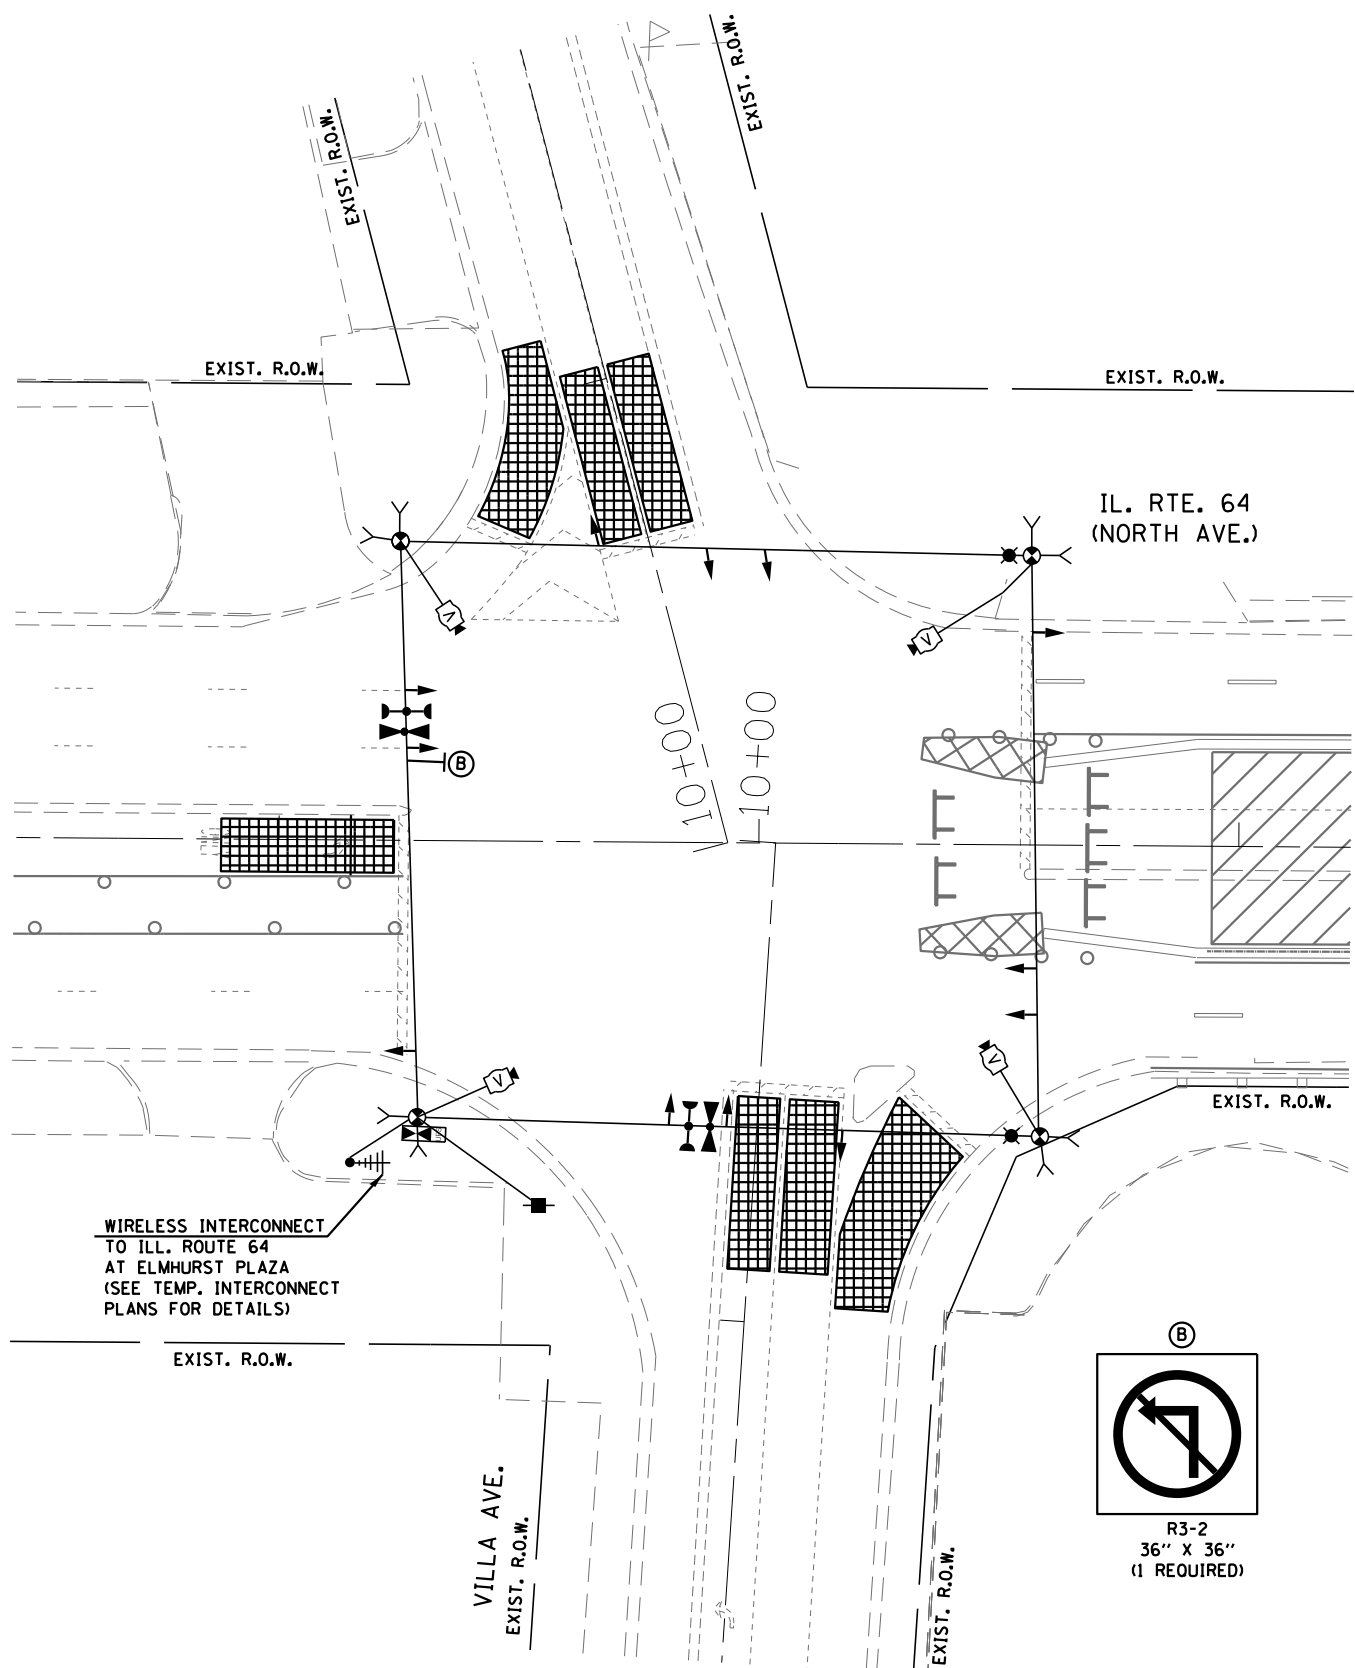 EXIST. R.O.W.
EXIST. R.O.W.
EXIST. R.O.W.
EXIST. R.O.W.
IL. RTE. 64
(NORTH AVE.)
V
V
10+00
10+00
B
V
V
EXIST. R.O.W.
WIRELESS INTERCONNECT
TO ILL. ROUTE 64
AT ELMHURST PLAZA
(SEE TEMP. INTERCONNECT
PLANS FOR DETAILS)
EXIST. R.O.W.
VILLA AVE.
EXIST. R.O.W.
EXIST. R.O.W.
B
R3-2
36" X 36"
(1 REQUIRED)